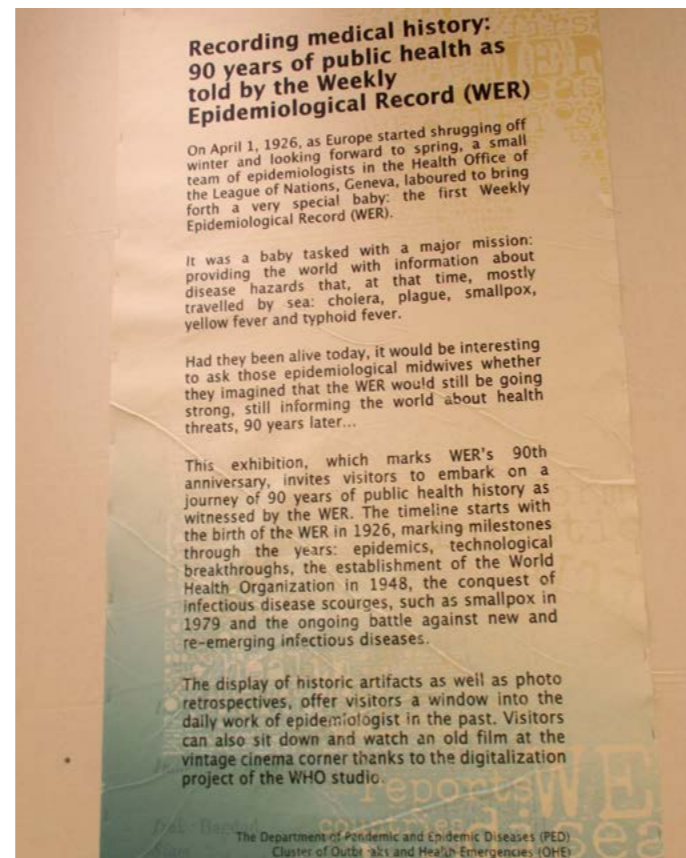 Recording medical history:
90 years of public health as
told by the Weekly
Epidemiological Record (WER)
On April 1, 1926, as Europe started shrugging off
winter and looking forward to spring, a small
team of epidemiologists in the Health Office of
the League of Nations, Geneva, laboured to bring
forth a very special baby: the first Weekly
Epidemiological Record (WER).
It was a baby tasked with a major mission:
providing the world with information about
disease hazards that, at that time, mostly
travelled by sea: cholera, plague, smallpox,
yellow fever and typhoid fever.
Had they been alive today, it would be interesting
to ask those epidemiological midwives whether
they imagined that the WER would still be going
strong, still informing the world about health
threats, 90 years later...
This exhibition, which marks WER's 90th
anniversary, invites visitors to embark on a
journey of 90 years of public health history as
witnessed by the WER. The timeline starts with
the birth of the WER in 1926, marking milestones
through the years: epidemics, technological
breakthroughs, the establishment of the World
Health Organization in 1948, the conquest of
infectious disease scourges, such as smallpox in
1979 and the ongoing battle against new and
re-emerging infectious diseases.
The display of historic artifacts as well as photo
retrospectives, offer visitors a window into the
daily work of epidemiologist in the past. Visitors
can also sit down and watch an old film at the
vintage cinema corner thanks to the digitalization
project of the WHO studio.
reports
The Department of Pandemic and Epidemic Diseases (PED)
Cluster of Outbreaks and Health Emergencies (OHE)